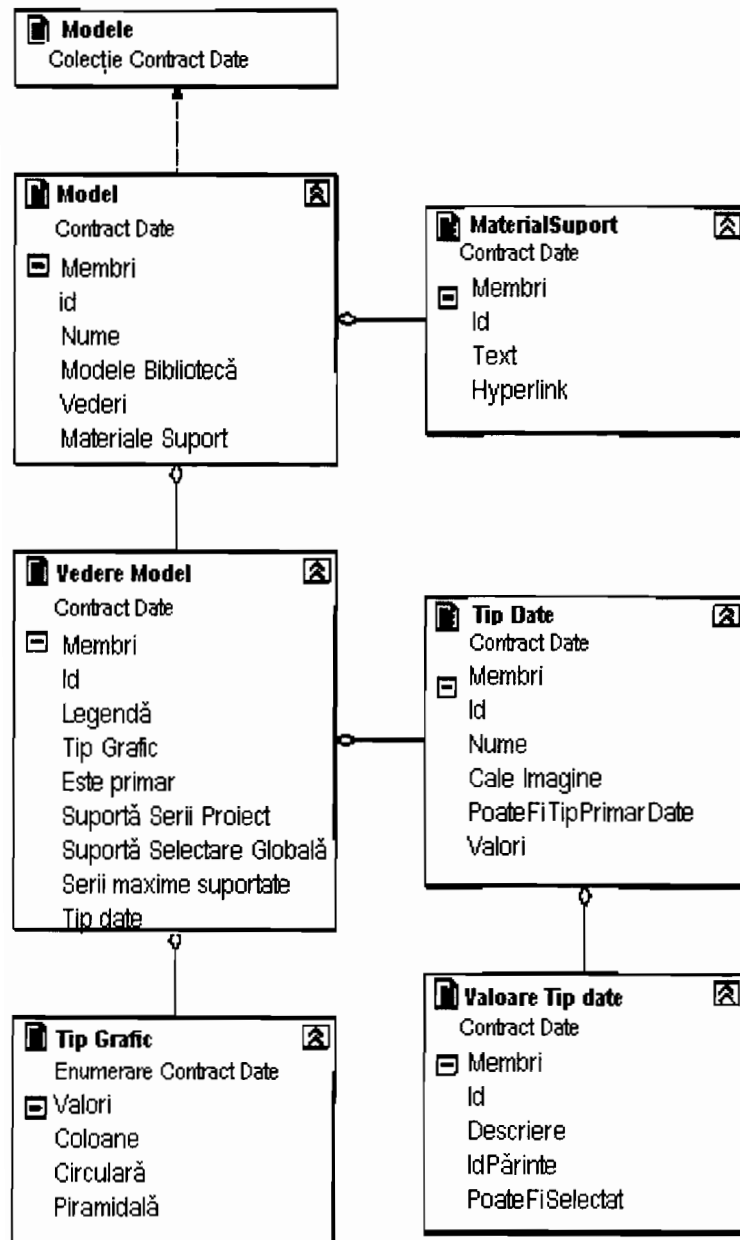 Modele
Colecție Contract Date
Model
Contract Date
Membri
id
Nume
Modele Bibliotecă
Vederi
Materiale Suport
MaterialSuport
Contract Date
Membri
Id
Text
Hyperlink
Vedere Model
Contract Date
Membri
Id
Legendă
Tip Grafic
Este primar
Suportă Serii Proiect
Suportă Selectare Globală
Serii maxime suportate
Tip date
Tip Date
Contract Date
Membri
Id
Nume
Cale Imagine
PoateFiTipPrimarDate
Valori
Tip Grafic
Enumerare Contract Date
Valori
Coloane
Circulară
Piramidală
Valoare Tip date
Contract Date
Membri
Id
Descriere
IdPărinte
PoateFiSelectat